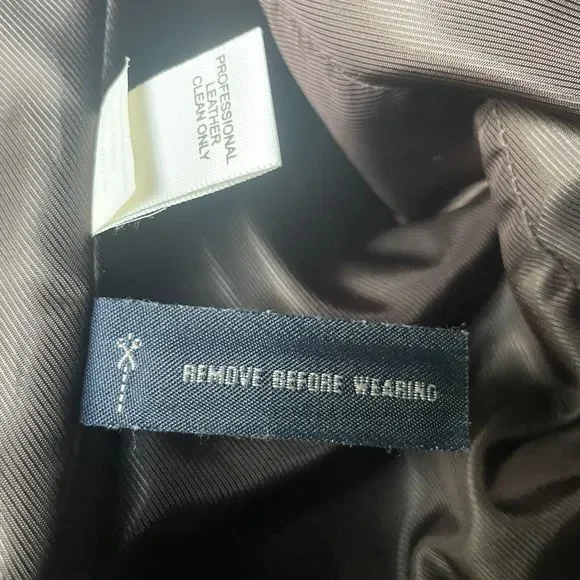 PROFESSIONAL
LEATHER
CLEAN ONLY
REMOVE BEFORE WEARING